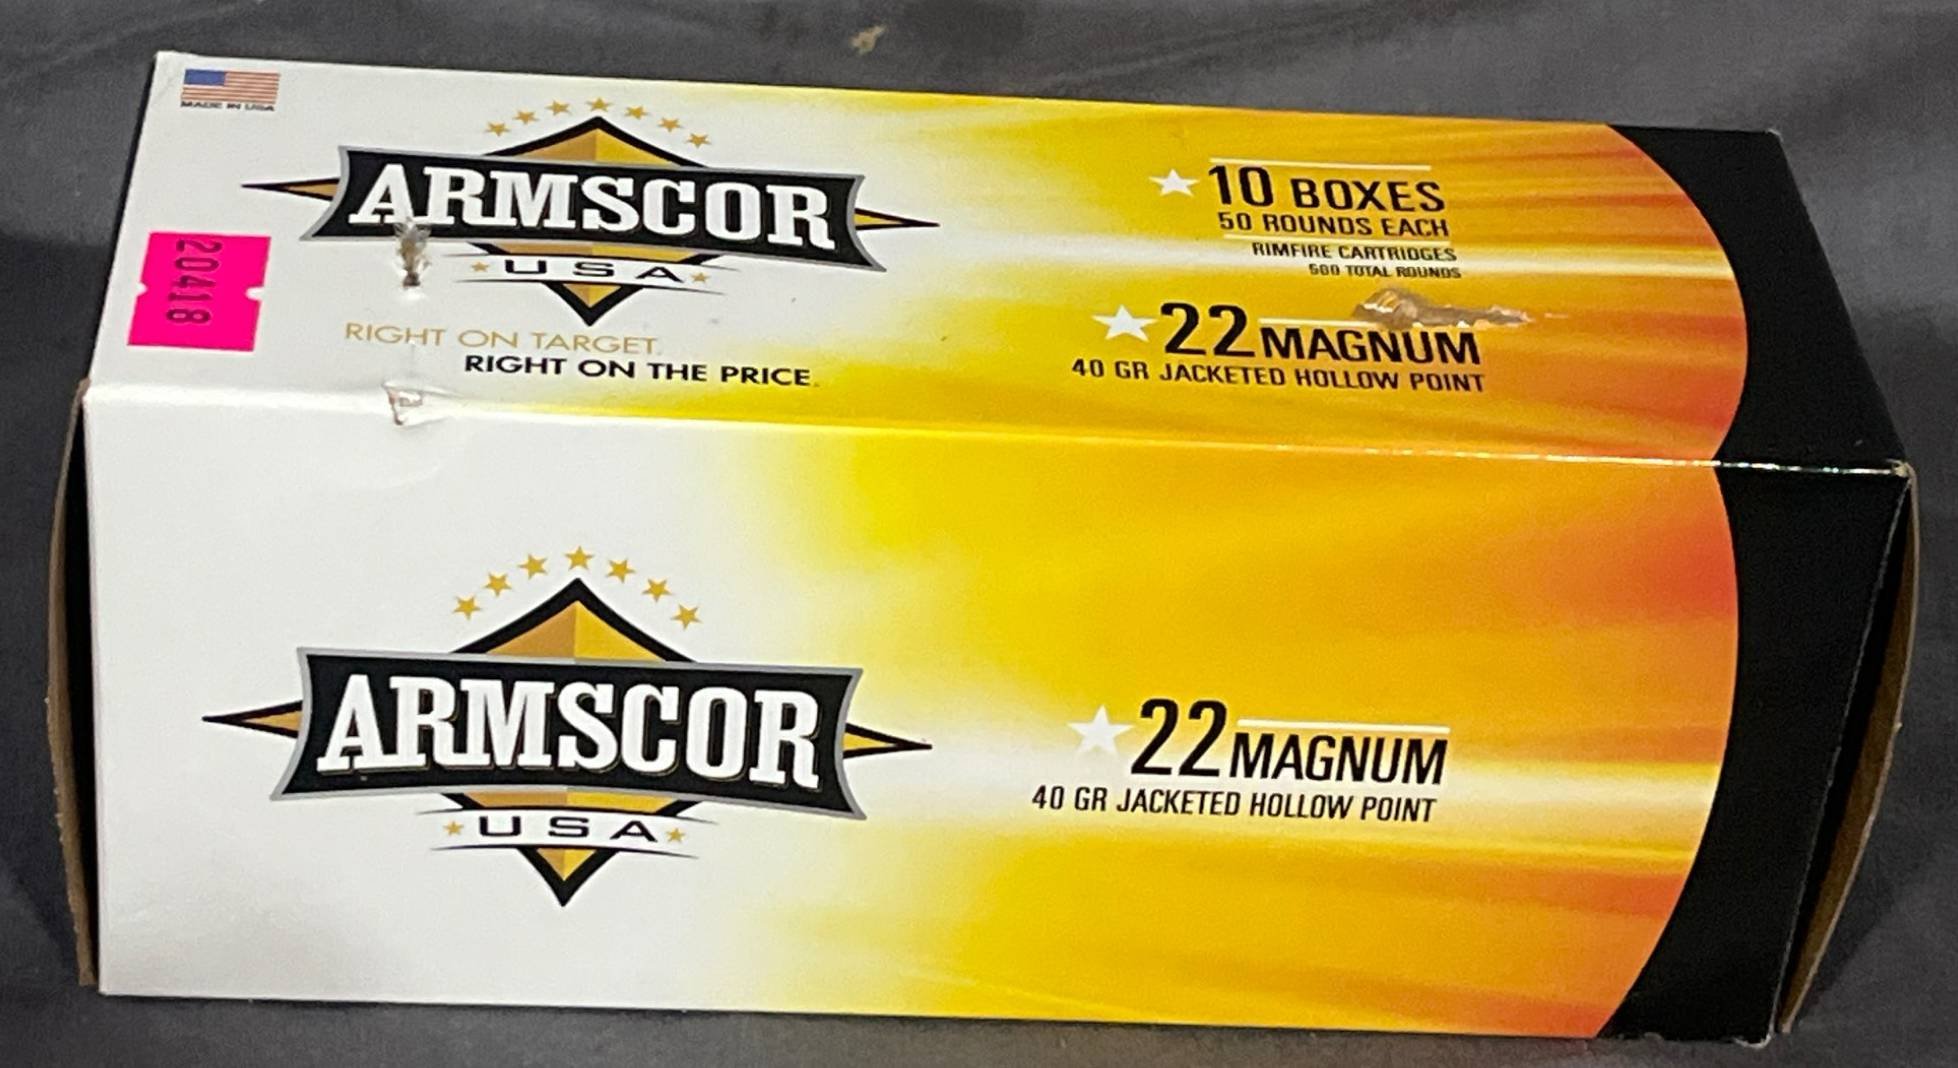 MADE IN USA
ARMSCOR
USA
RIGHT ON TARGET.
RIGHT ON THE PRICE.
20418
10 BOXES
50 ROUNDS EACH
RIMFIRE CARTRIDGES
500 TOTAL ROUNDS
22 MAGNUM
40 GR JACKETED HOLLOW POINT
ARMSCOR
USA
22 MAGNUM
40 GR JACKETED HOLLOW POINT